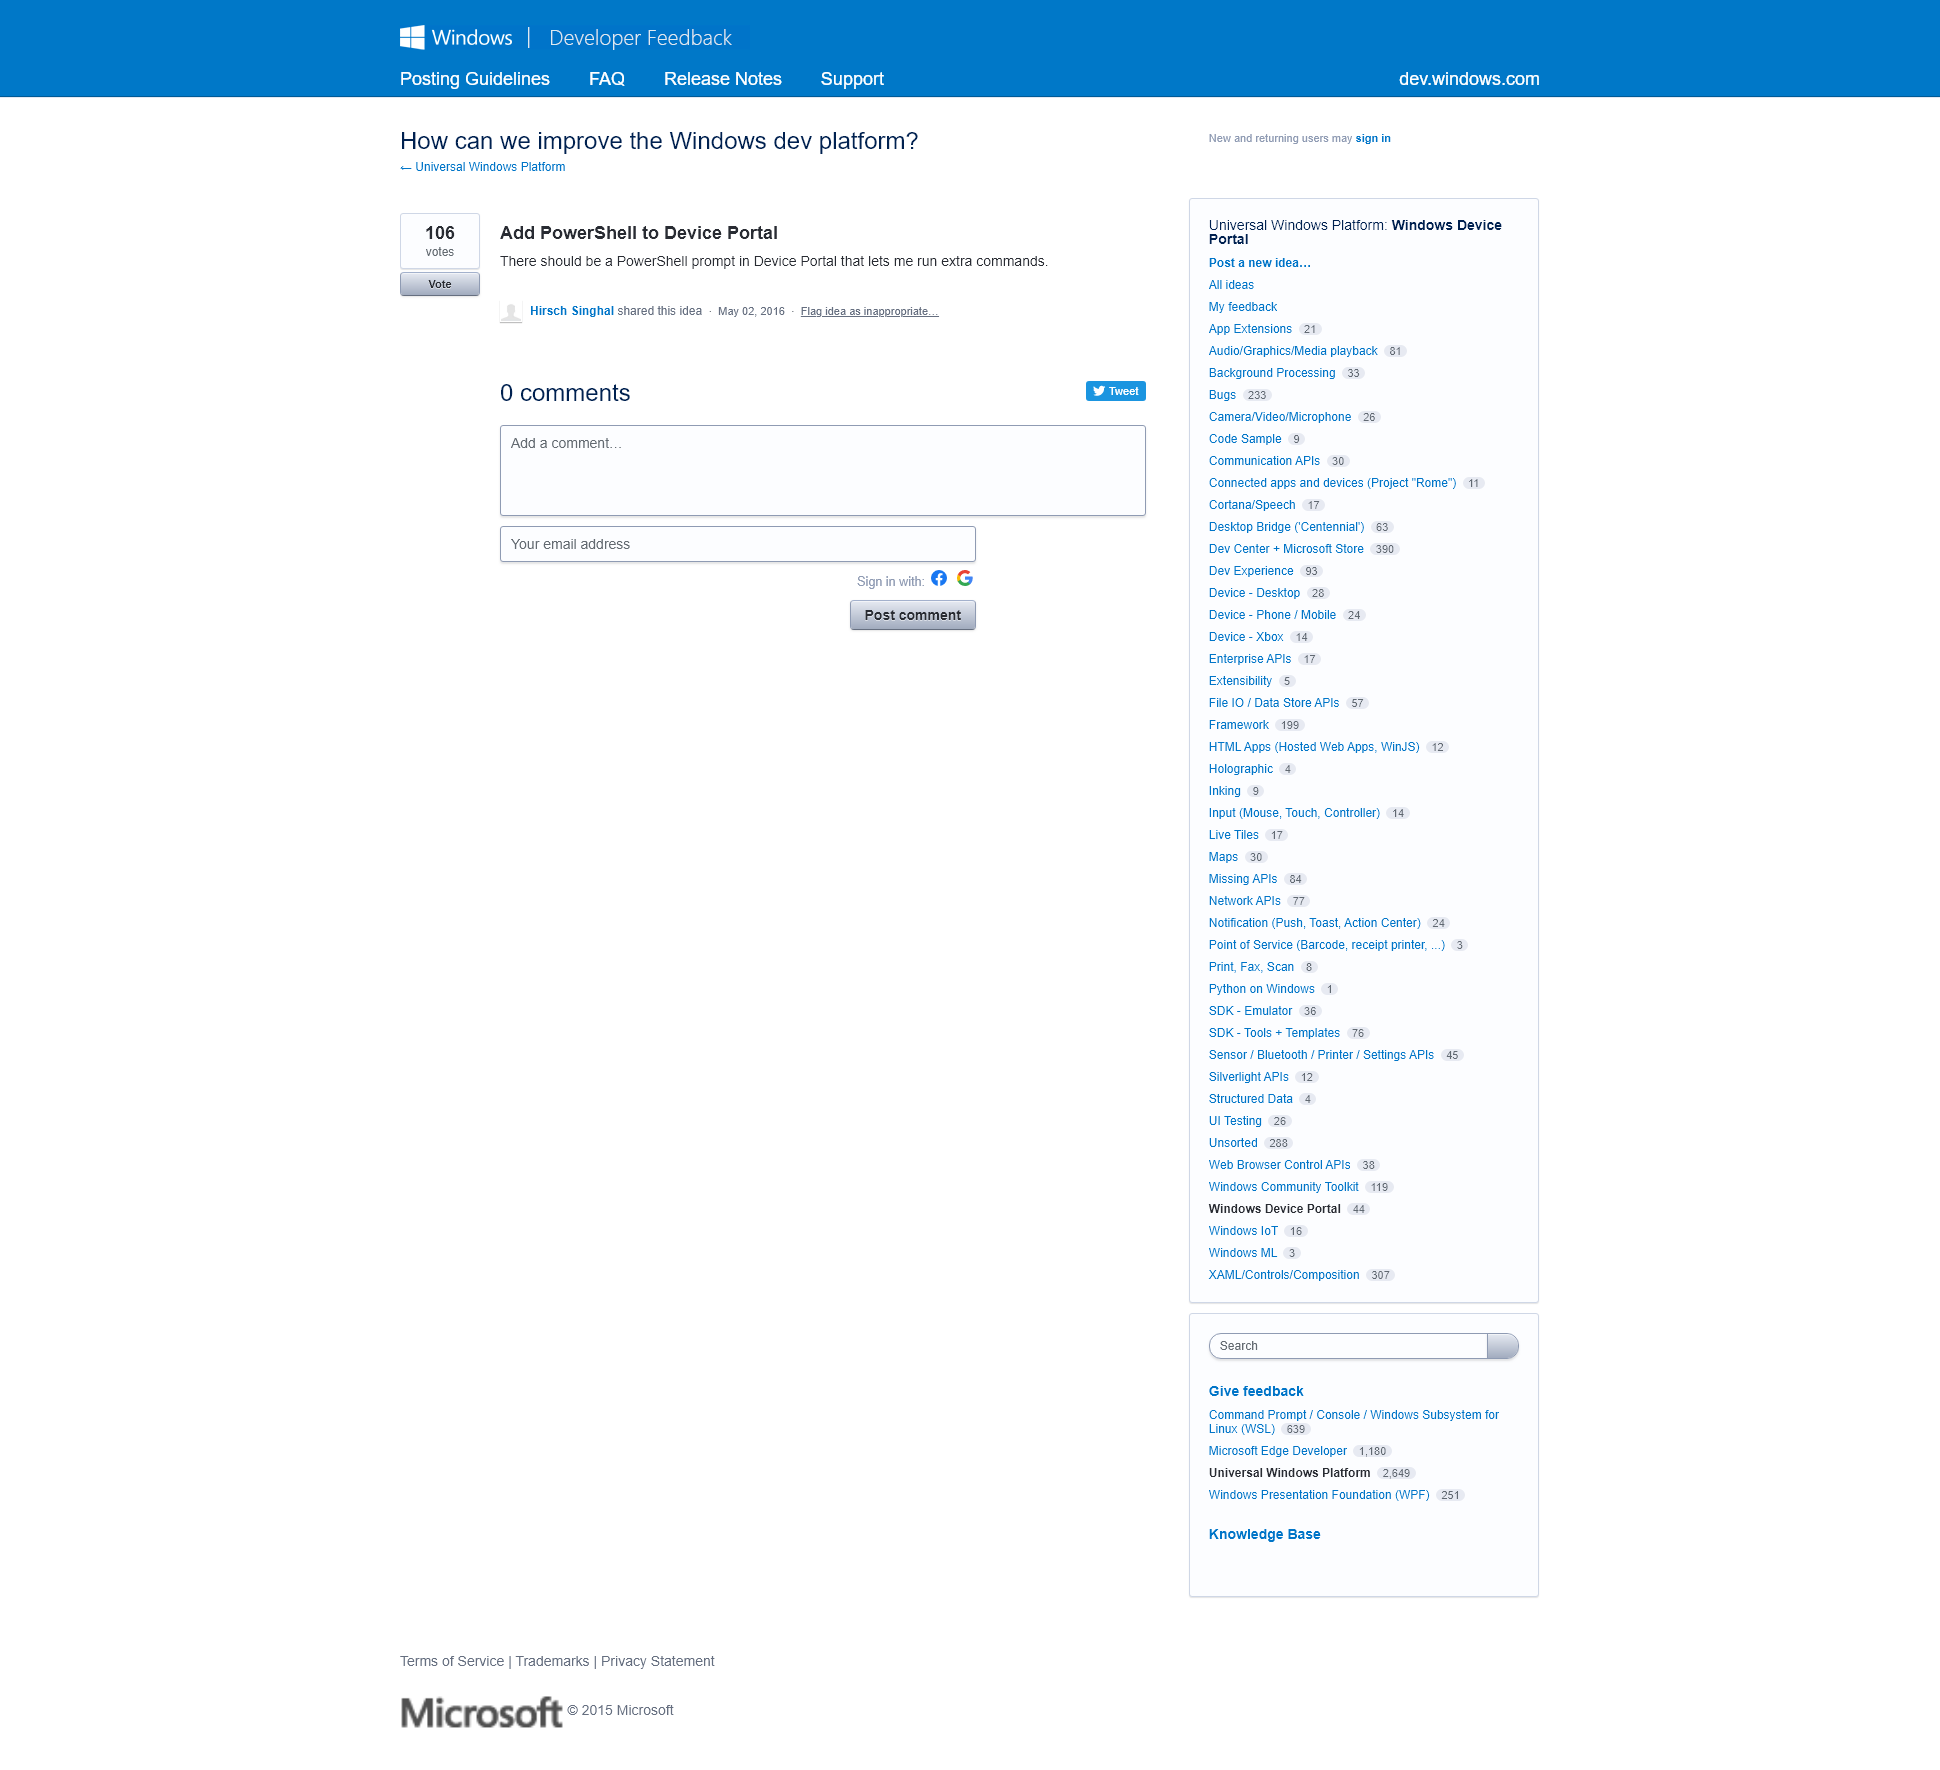 Windows | Developer Feedback
Posting Guidelines FAQ Release Notes Support dev.windows.com
How can we improve the Windows dev platform?
← Universal Windows Platform
New and returning users may sign in
106
votes
Vote
Add PowerShell to Device Portal
There should be a PowerShell prompt in Device Portal that lets me run extra commands.
Hirsch Singhal shared this idea · May 02, 2016 · Flag idea as inappropriate…
0 comments
Tweet
Add a comment…
Your email address
Sign in with:
Post comment
Universal Windows Platform: Windows Device
Portal
Post a new idea…
All ideas
My feedback
App Extensions 21
Audio/Graphics/Media playback 81
Background Processing 33
Bugs 233
Camera/Video/Microphone 26
Code Sample 9
Communication APIs 30
Connected apps and devices (Project "Rome") 11
Cortana/Speech 17
Desktop Bridge ('Centennial') 63
Dev Center + Microsoft Store 390
Dev Experience 93
Device - Desktop 28
Device - Phone / Mobile 24
Device - Xbox 14
Enterprise APIs 17
Extensibility 5
File IO / Data Store APIs 57
Framework 199
HTML Apps (Hosted Web Apps, WinJS) 12
Holographic 4
Inking 9
Input (Mouse, Touch, Controller) 14
Live Tiles 17
Maps 30
Missing APIs 84
Network APIs 77
Notification (Push, Toast, Action Center) 24
Point of Service (Barcode, receipt printer, ...) 3
Print, Fax, Scan 8
Python on Windows 1
SDK - Emulator 36
SDK - Tools + Templates 76
Sensor / Bluetooth / Printer / Settings APIs 45
Silverlight APIs 12
Structured Data 4
UI Testing 26
Unsorted 288
Web Browser Control APIs 38
Windows Community Toolkit 119
Windows Device Portal 44
Windows IoT 16
Windows ML 3
XAML/Controls/Composition 307
Search
Give feedback
Command Prompt / Console / Windows Subsystem for
Linux (WSL) 639
Microsoft Edge Developer 1,180
Universal Windows Platform 2,649
Windows Presentation Foundation (WPF) 251
Knowledge Base
Terms of Service | Trademarks | Privacy Statement
Microsoft © 2015 Microsoft